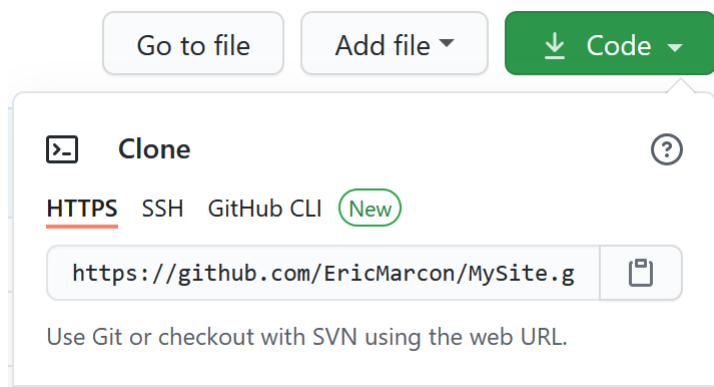 Go to file Add file Code
Clone
HTTPS SSH GitHub CLI New
https://github.com/EricMarcon/MySite.g
Use Git or checkout with SVN using the web URL.